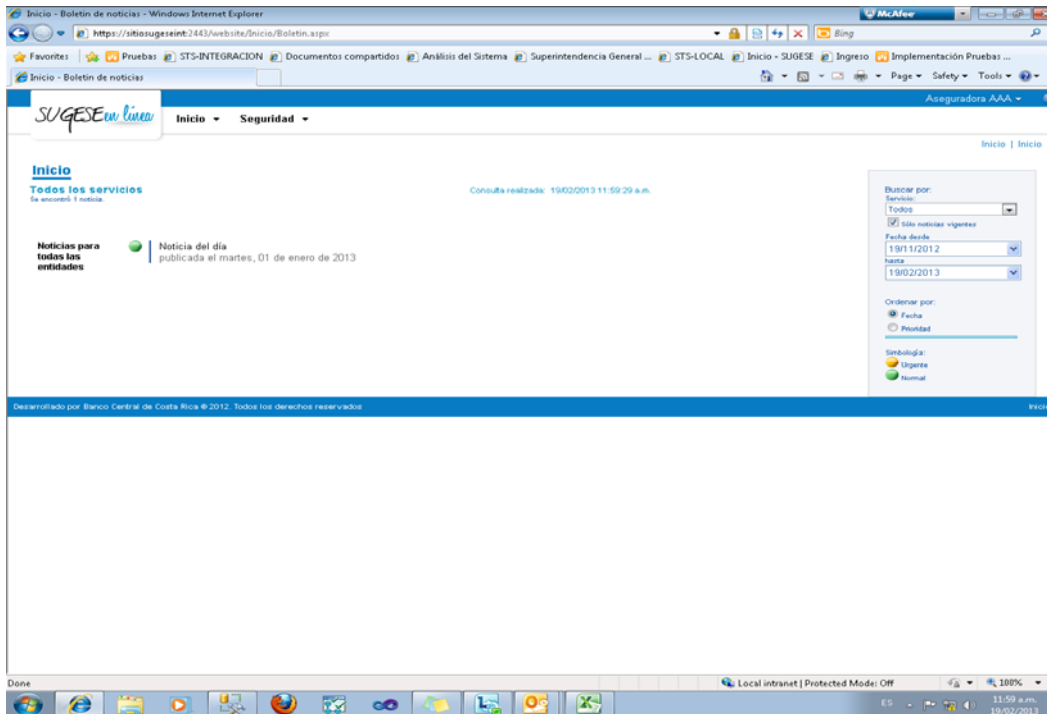 Inicio - Boletin de noticias - Windows Internet Explorer
McAfee
https://sitiosugeseint:2443/website/Inicio/Boletin.aspx
Bing
Favorites Pruebas STS-INTEGRACION Documentos compartidos Análisis del Sistema Superintendencia General ... STS-LOCAL Inicio - SUGESE Ingreso Implementación Pruebas ...
Inicio - Boletin de noticias
Page Safety Tools
Aseguradora AAA
SUGESE en línea
Inicio Seguridad
Inicio | Inicio
Inicio
Todos los servicios
Se encontró 1 noticia.
Consulta realizada: 19/02/2013 11:59:29 a.m.
Noticias para todas las entidades
Noticia del día
publicada el martes, 01 de enero de 2013
Buscar por:
Servicio:
Todos
Sólo noticias vigentes
Fecha desde
19/11/2012
hasta
19/02/2013
Ordenar por:
Fecha
Prioridad
Simbología:
Urgente
Normal
Desarrollado por Banco Central de Costa Rica © 2012. Todos los derechos reservados
Inicio
Done
Local intranet | Protected Mode: Off
100%
ES
11:59 a.m.
19/02/2013